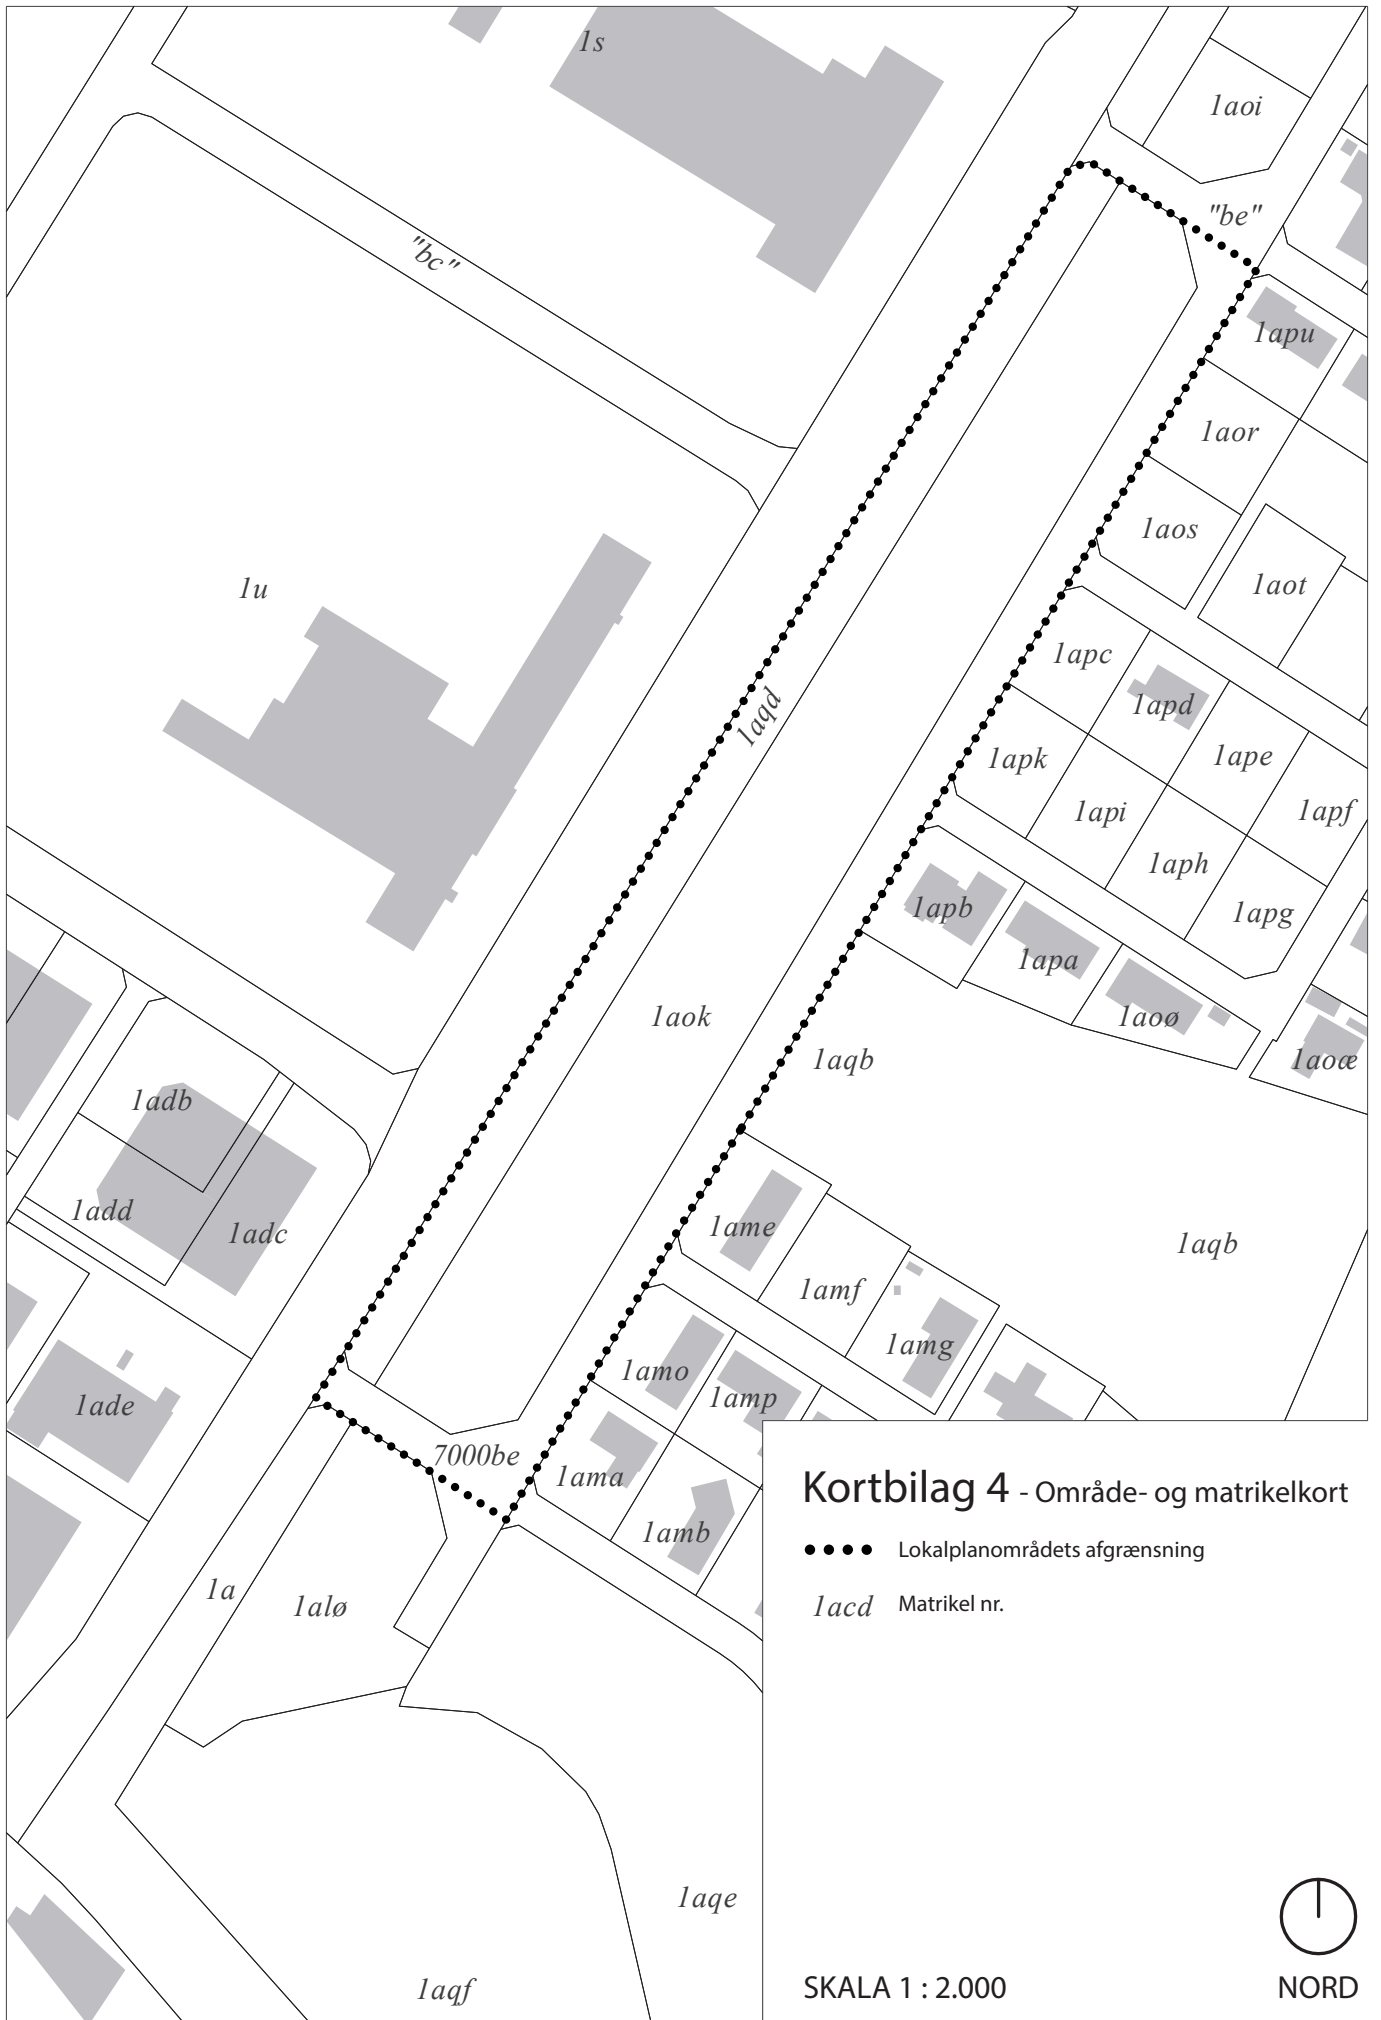 1s
1aoi
"be"
"bc"
1apu
1aor
1aos
1u
1aot
1apc
1apd
1aqd
1ape
1apk
1api
1apf
1aph
1apb
1apg
1apa
1aok
1aoø
1aqb
1aoæ
1adb
1add
1adc
1ame
1aqb
1amf
1amg
1amo
1amp
1ade
7000be
1ama
1amb
1a
1alø
1aqe
1aqf
Kortbilag 4 - Område- og matrikelkort
Lokalplanområdets afgrænsning
1acd Matrikel nr.
SKALA 1 : 2.000
NORD